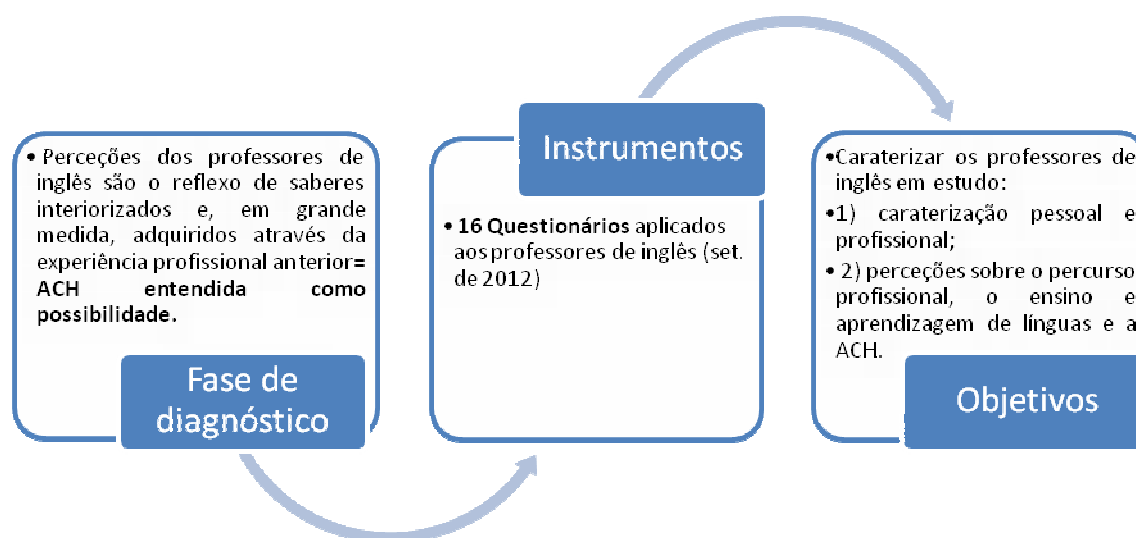 • Perceções dos professores de
inglês são o reflexo de saberes
interiorizados e, em grande
medida, adquiridos através da
experiência profissional anterior=
ACH entendida como
possibilidade.
Fase de
diagnóstico
Instrumentos
• 16 Questionários aplicados
aos professores de inglês (set.
de 2012)
•Caraterizar os professores de
inglês em estudo:
•1) caraterização pessoal e
profissional;
• 2) perceções sobre o percurso
profissional, o ensino e
aprendizagem de línguas e a
ACH.
Objetivos